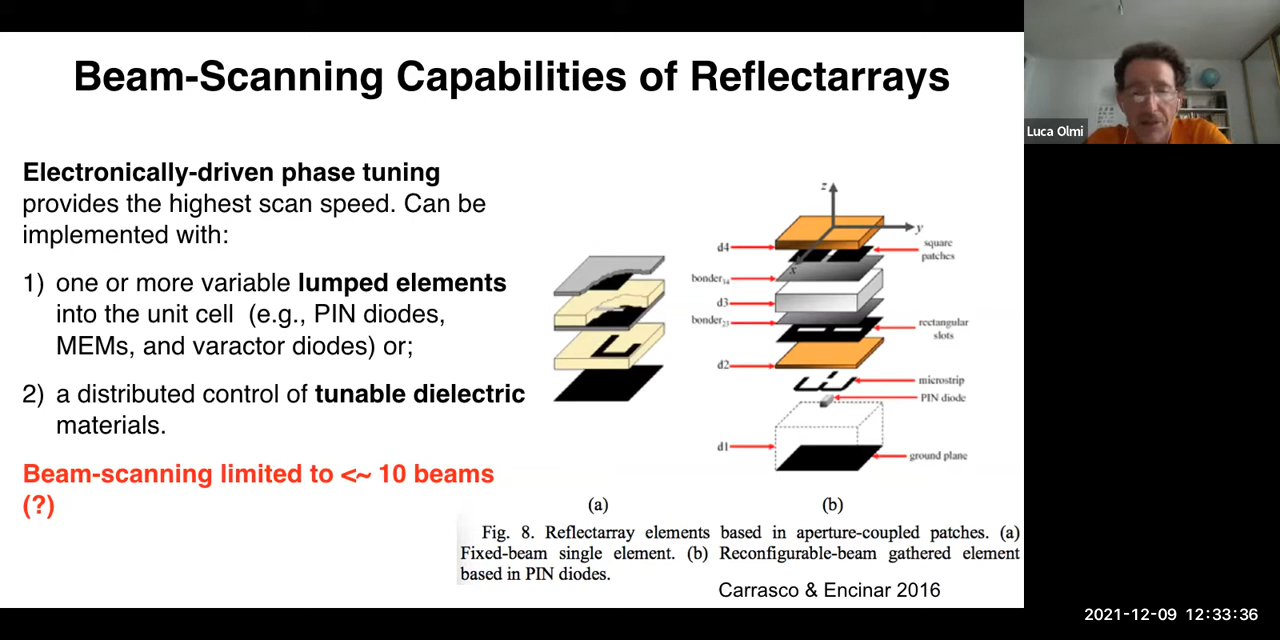 Beam-Scanning Capabilities of Reflectarrays
Luca Olmi
Electronically-driven phase tuning
provides the highest scan speed. Can be
implemented with:
1) one or more variable lumped elements
into the unit cell (e.g., PIN diodes,
MEMs, and varactor diodes) or;
2) a distributed control of tunable dielectric
materials.
Beam-scanning limited to <~ 10 beams
(?)
z
y
x
d4
square
patches
bonder34
d3
bonder23
rectangular
slots
d2
microstrip
PIN diode
d1
ground plane
(a)
(b)
Fig. 8. Reflectarray elements based in aperture-coupled patches. (a)
Fixed-beam single element. (b) Reconfigurable-beam gathered element
based in PIN diodes.
Carrasco & Encinar 2016
2021-12-09 12:33:36